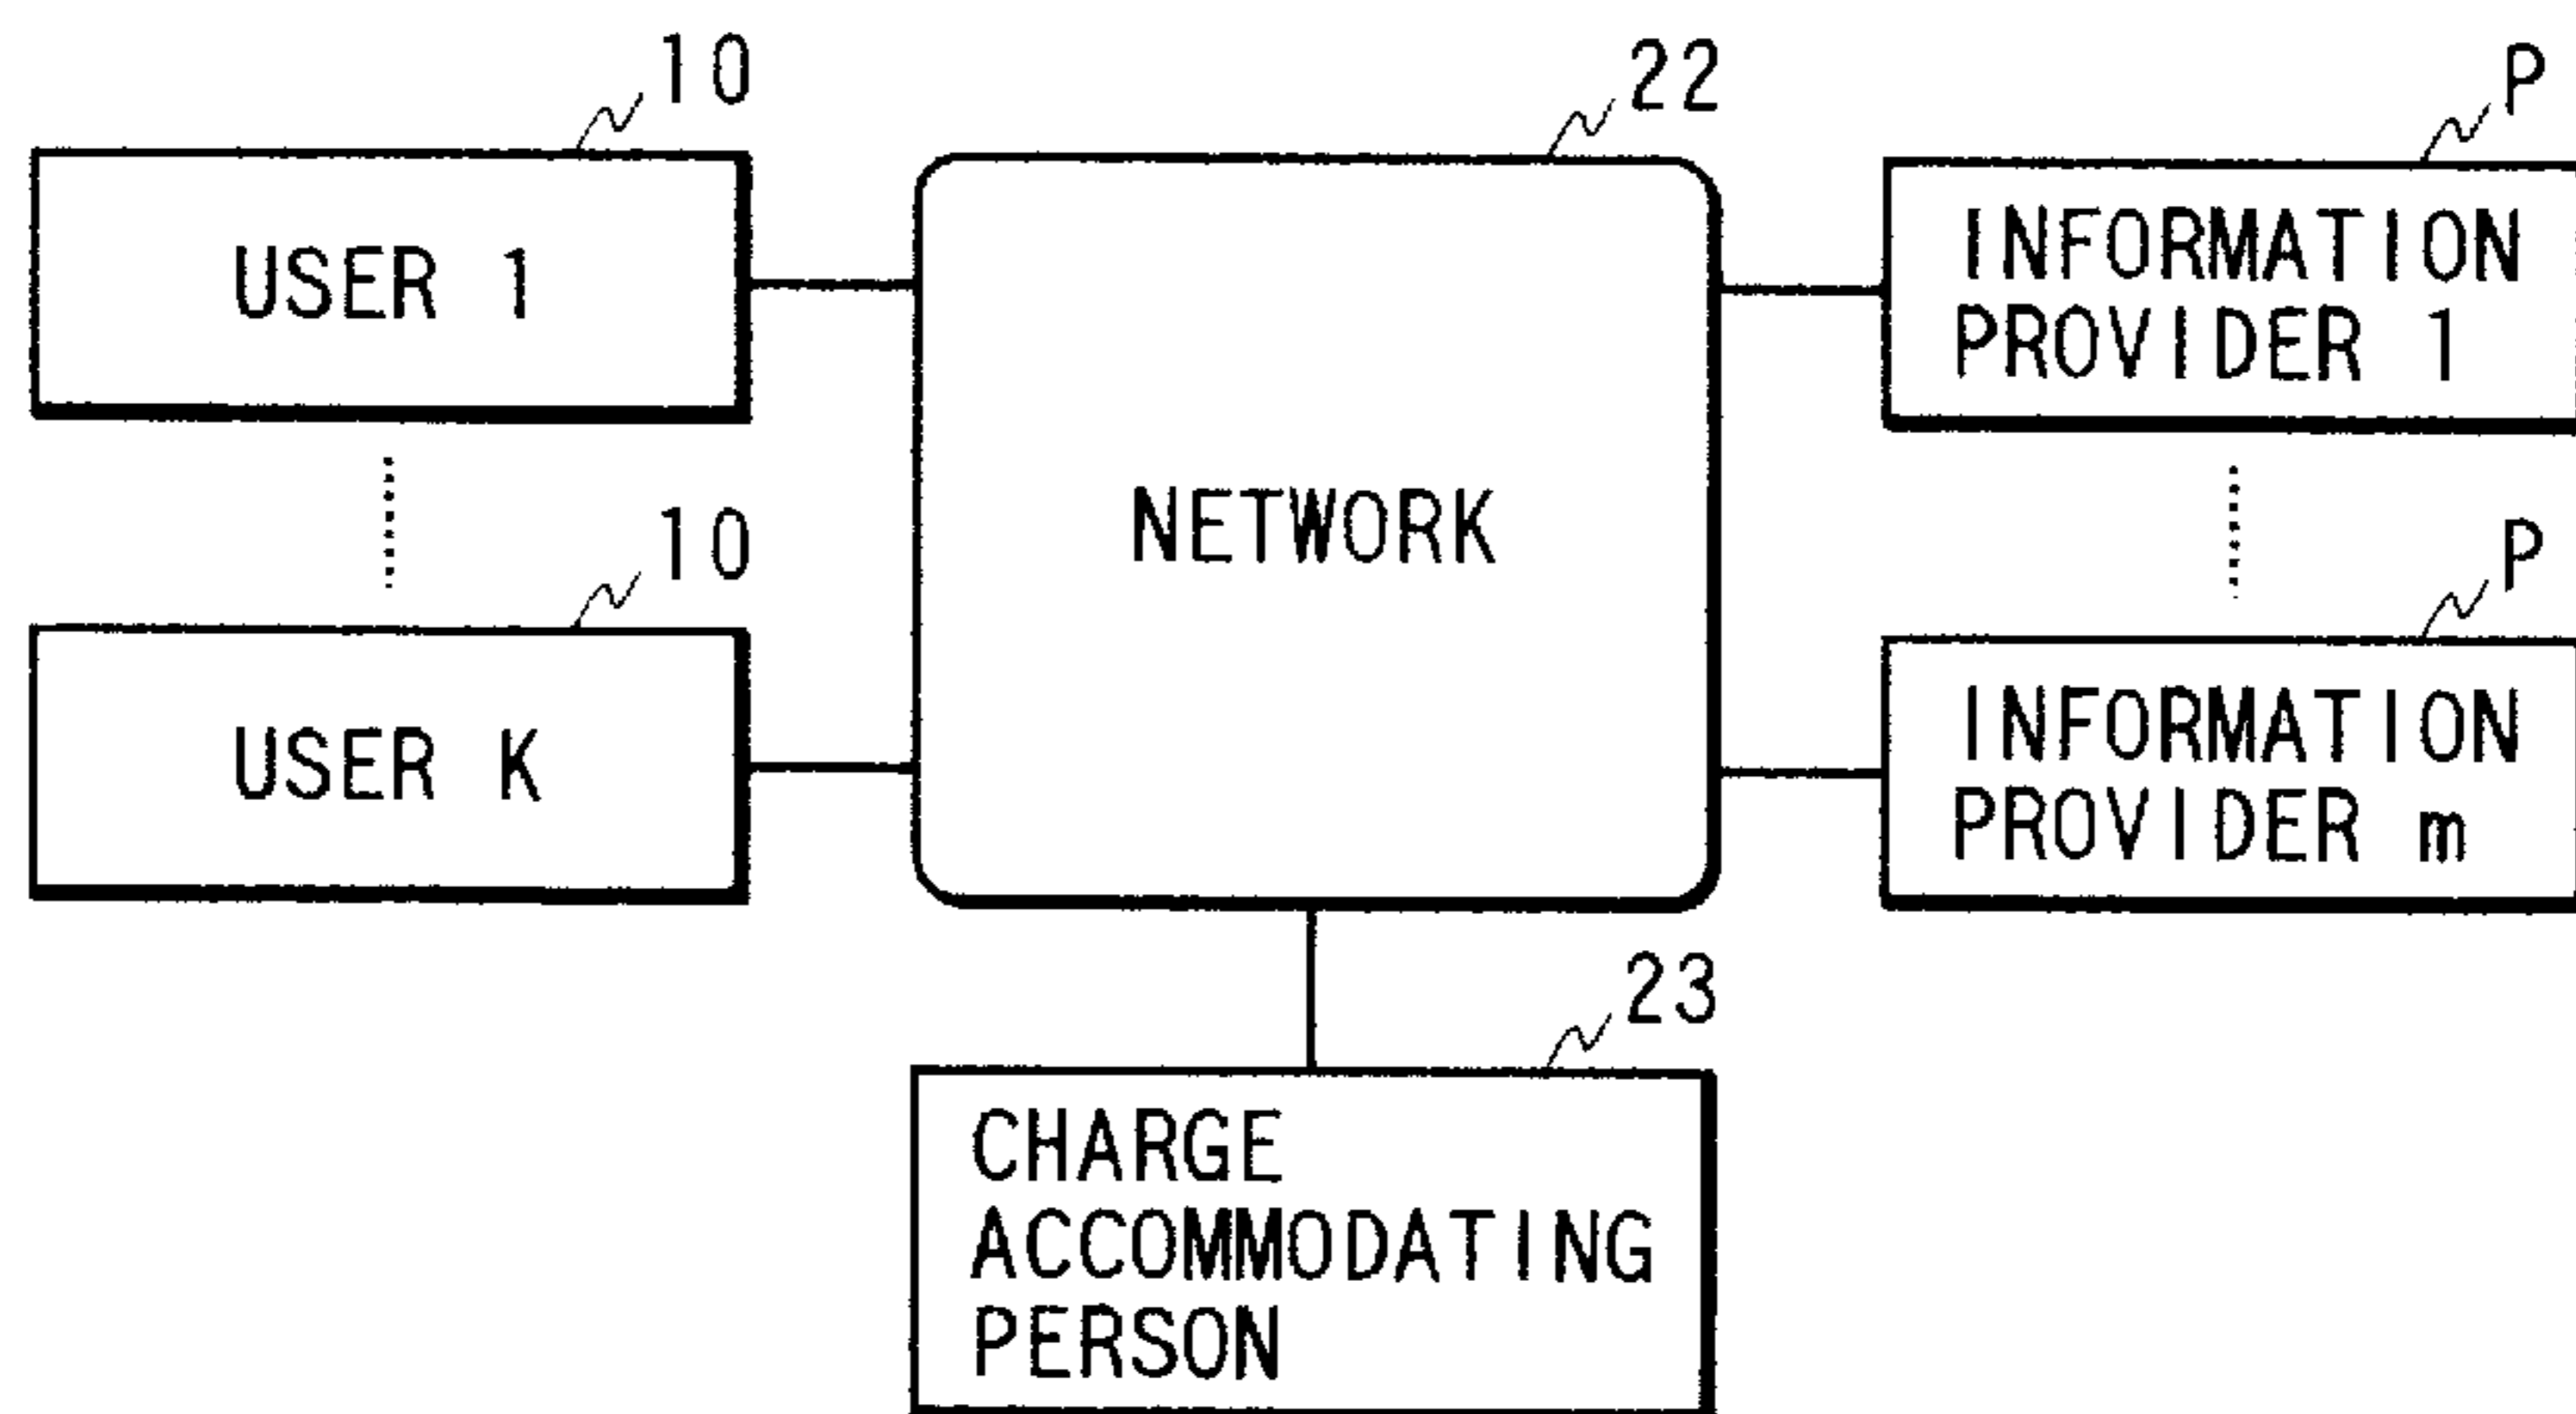 10
22
P
USER 1
INFORMATION
PROVIDER 1
NETWORK
10
P
USER K
INFORMATION
PROVIDER m
23
CHARGE
ACCOMMODATING
PERSON